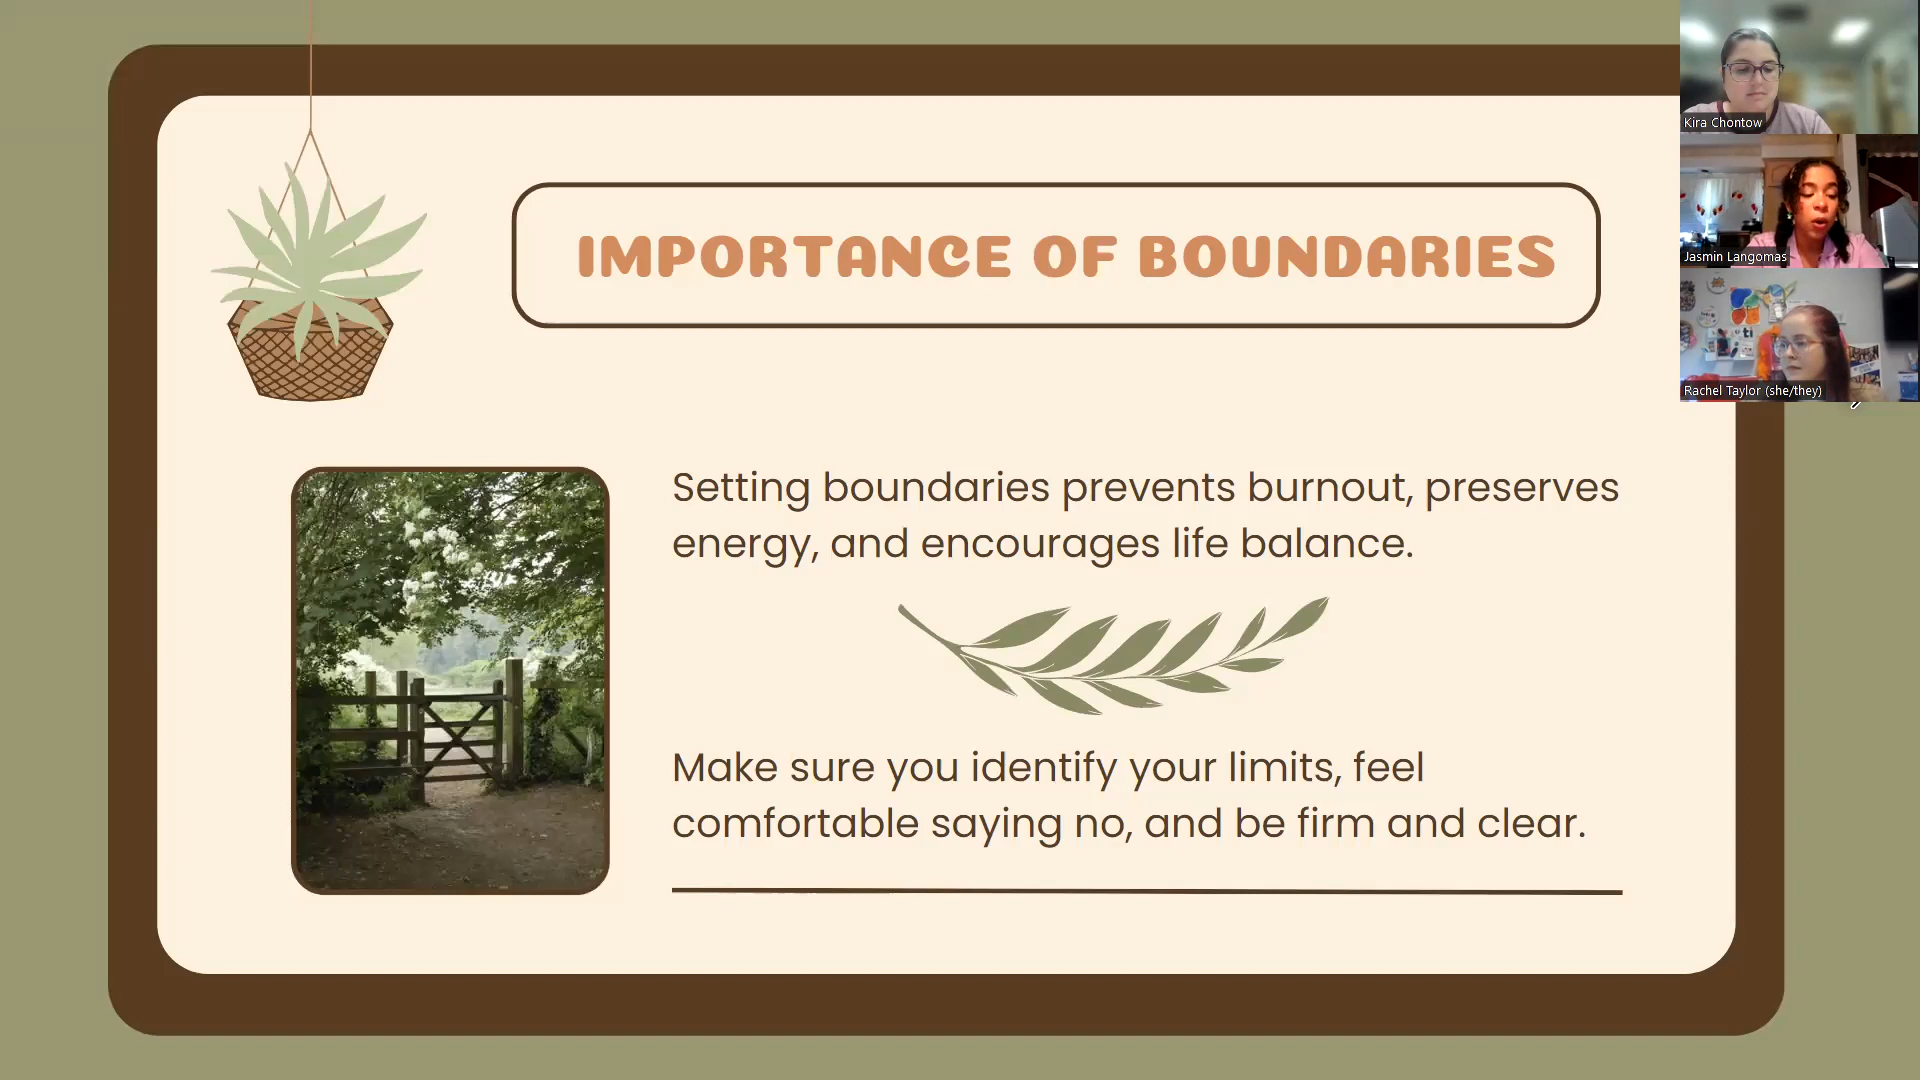 IMPORTANCE OF BOUNDARIES
Setting boundaries prevents burnout, preserves
energy, and encourages life balance.
Make sure you identify your limits, feel
comfortable saying no, and be firm and clear.
Kira Chontow
Jasmin Langomas
Rachel Taylor (she/they)